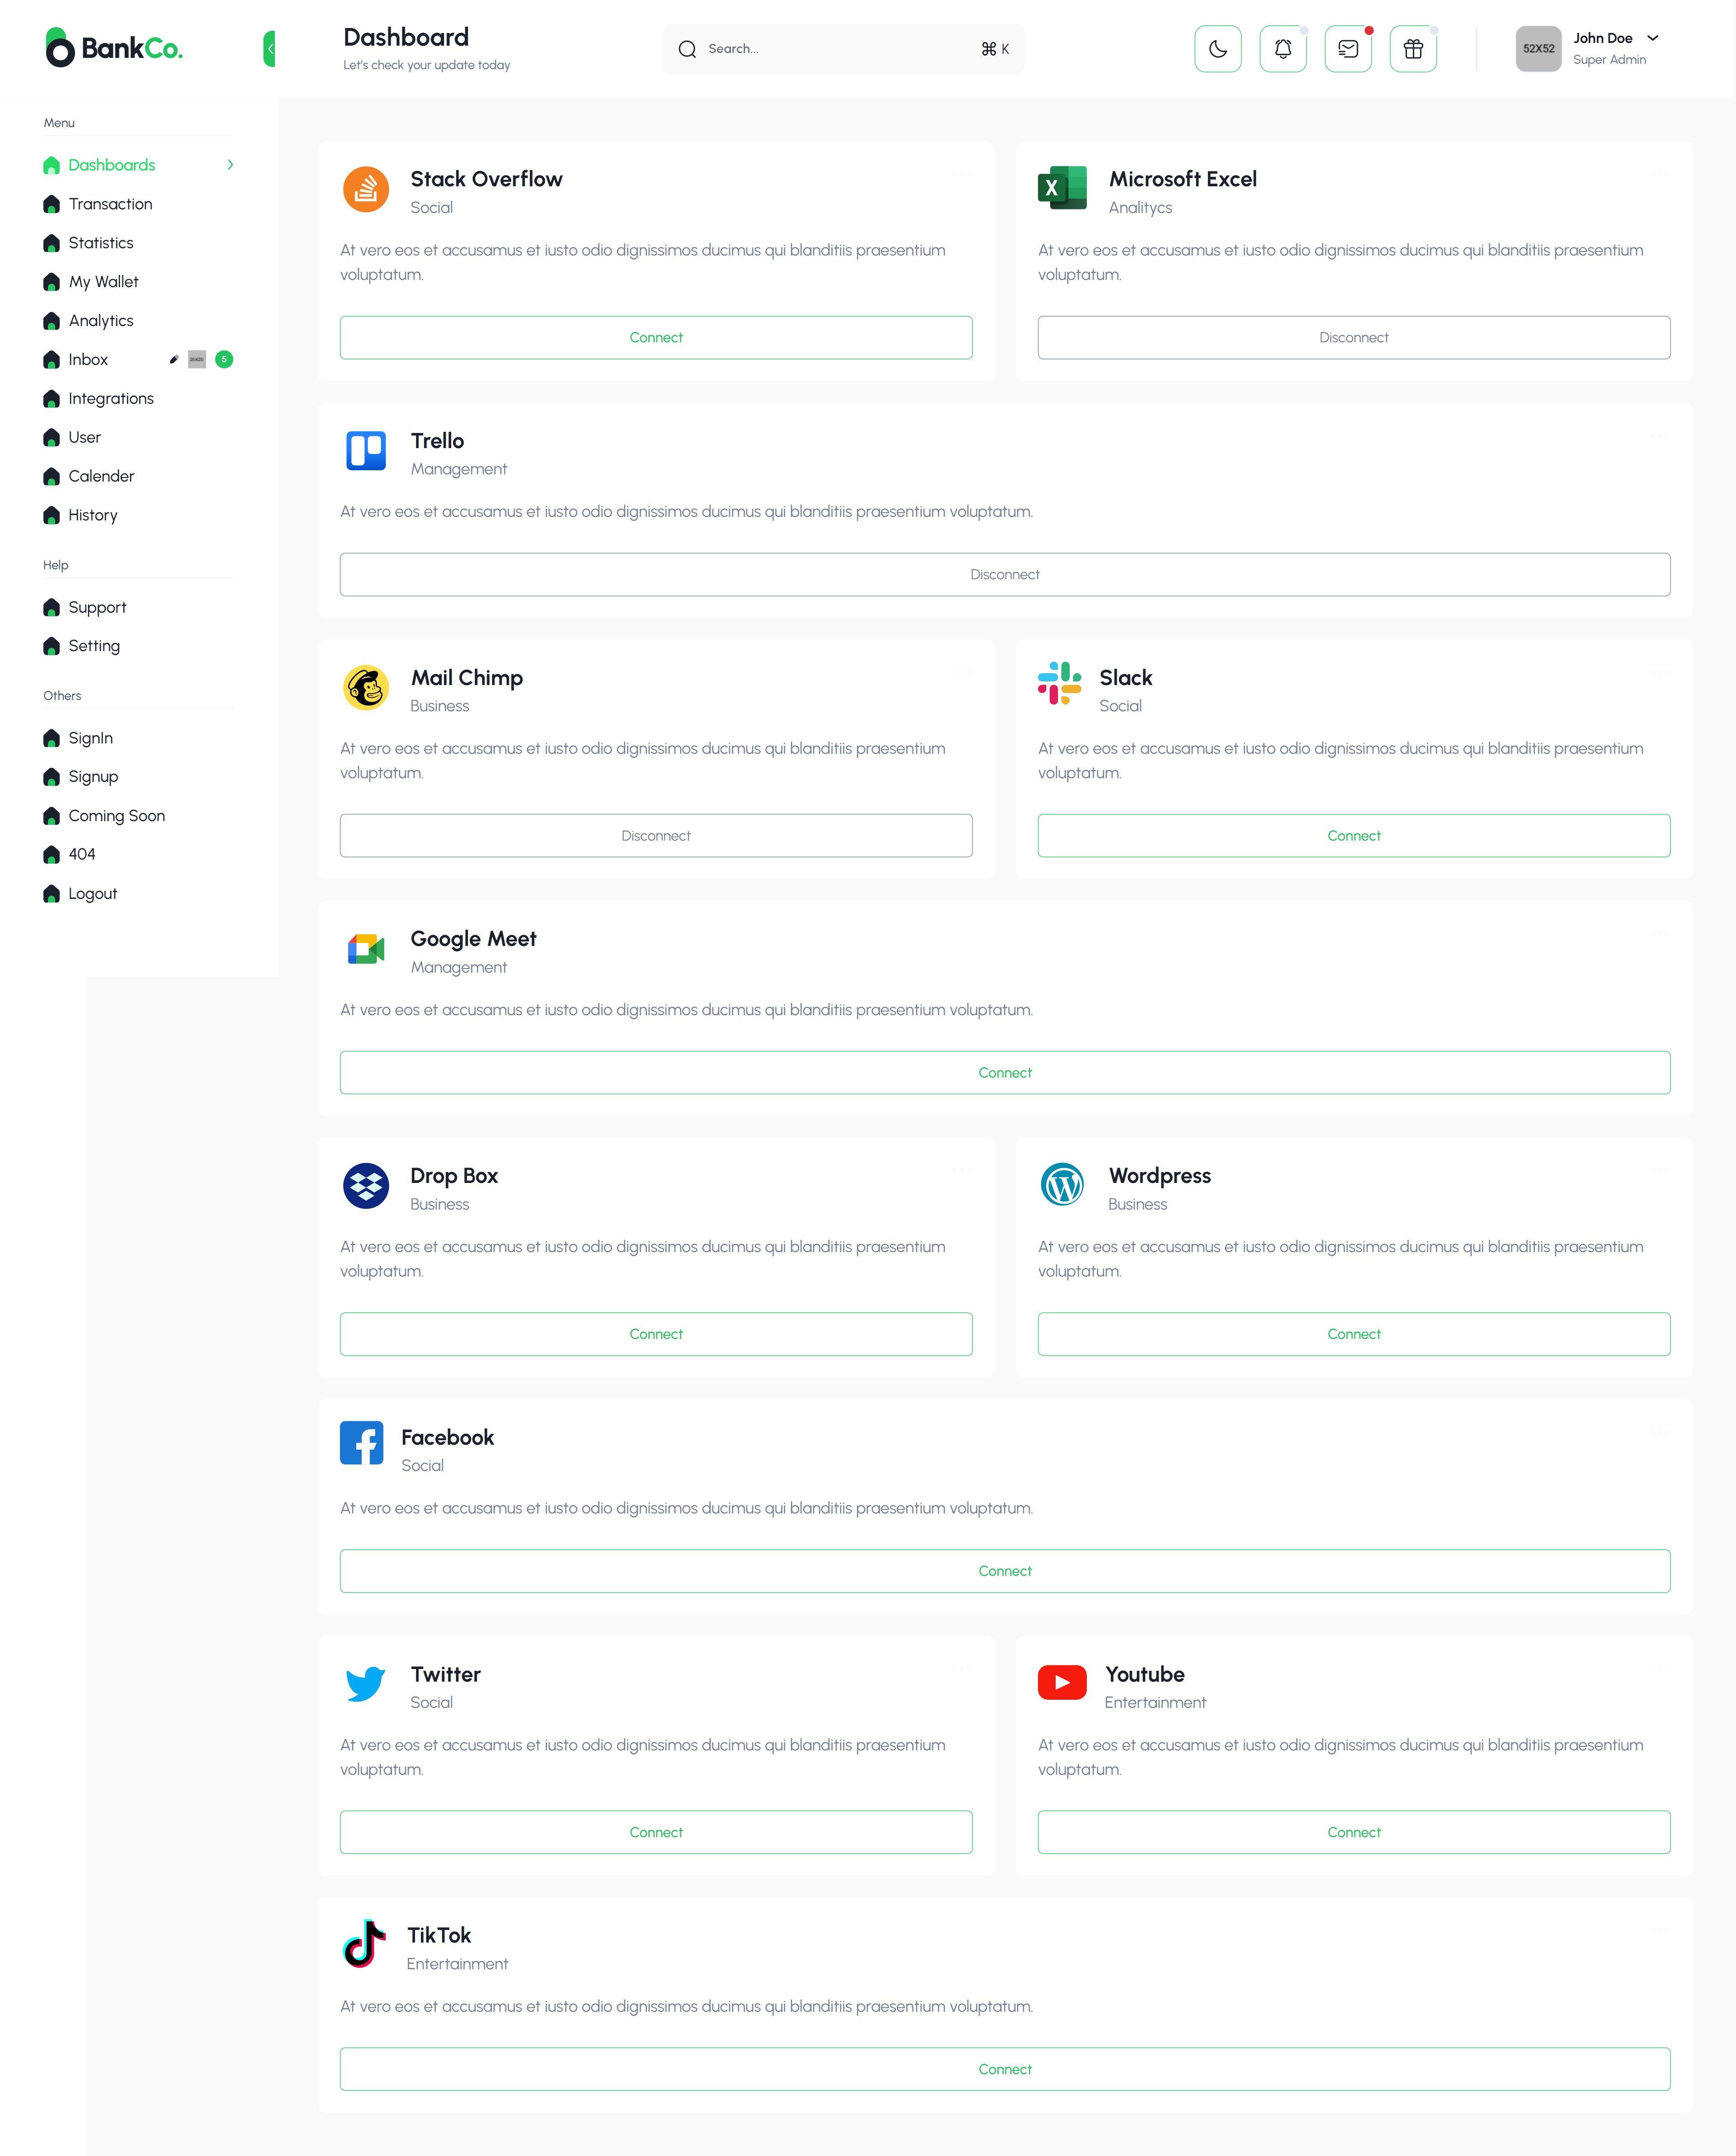 BankCo.
Dashboard
Let's check your update today
Search...
⌘ K
52X52
John Doe
Super Admin
Menu
Dashboards
Transaction
Statistics
My Wallet
Analytics
Inbox
5
Integrations
User
Calender
History
Help
Support
Setting
Others
SignIn
Signup
Coming Soon
404
Logout
Stack Overflow
Social
At vero eos et accusamus et iusto odio dignissimos ducimus qui blanditiis praesentium
voluptatum.
Connect
X
Microsoft Excel
Analitycs
At vero eos et accusamus et iusto odio dignissimos ducimus qui blanditiis praesentium
voluptatum.
Disconnect
Trello
Management
At vero eos et accusamus et iusto odio dignissimos ducimus qui blanditiis praesentium voluptatum.
Disconnect
Mail Chimp
Business
At vero eos et accusamus et iusto odio dignissimos ducimus qui blanditiis praesentium
voluptatum.
Disconnect
Slack
Social
At vero eos et accusamus et iusto odio dignissimos ducimus qui blanditiis praesentium
voluptatum.
Connect
Google Meet
Management
At vero eos et accusamus et iusto odio dignissimos ducimus qui blanditiis praesentium voluptatum.
Connect
Drop Box
Business
At vero eos et accusamus et iusto odio dignissimos ducimus qui blanditiis praesentium
voluptatum.
Connect
Wordpress
Business
At vero eos et accusamus et iusto odio dignissimos ducimus qui blanditiis praesentium
voluptatum.
Connect
Facebook
Social
At vero eos et accusamus et iusto odio dignissimos ducimus qui blanditiis praesentium voluptatum.
Connect
Twitter
Social
At vero eos et accusamus et iusto odio dignissimos ducimus qui blanditiis praesentium
voluptatum.
Connect
Youtube
Entertainment
At vero eos et accusamus et iusto odio dignissimos ducimus qui blanditiis praesentium
voluptatum.
Connect
TikTok
Entertainment
At vero eos et accusamus et iusto odio dignissimos ducimus qui blanditiis praesentium voluptatum.
Connect